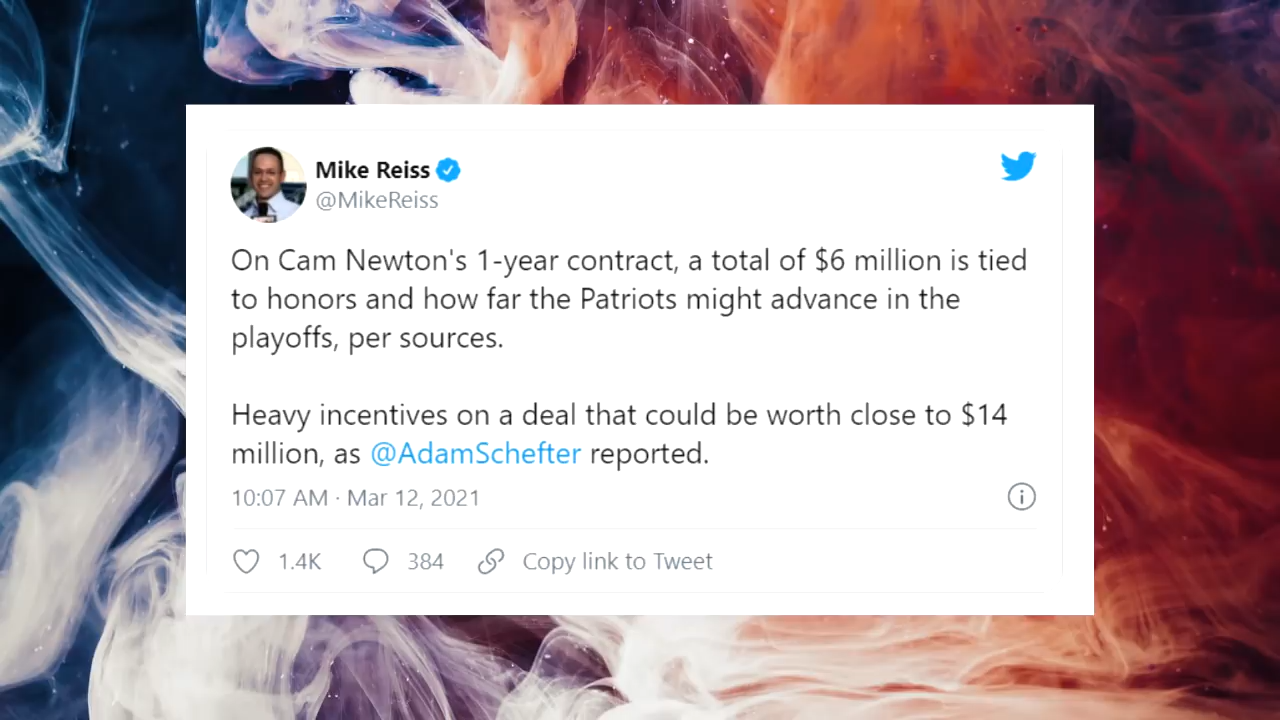 Mike Reiss
@MikeReiss
On Cam Newton's 1-year contract, a total of $6 million is tied
to honors and how far the Patriots might advance in the
playoffs, per sources.
Heavy incentives on a deal that could be worth close to $14
million, as @AdamSchefter reported.
10:07 AM · Mar 12, 2021
1.4K 384 Copy link to Tweet